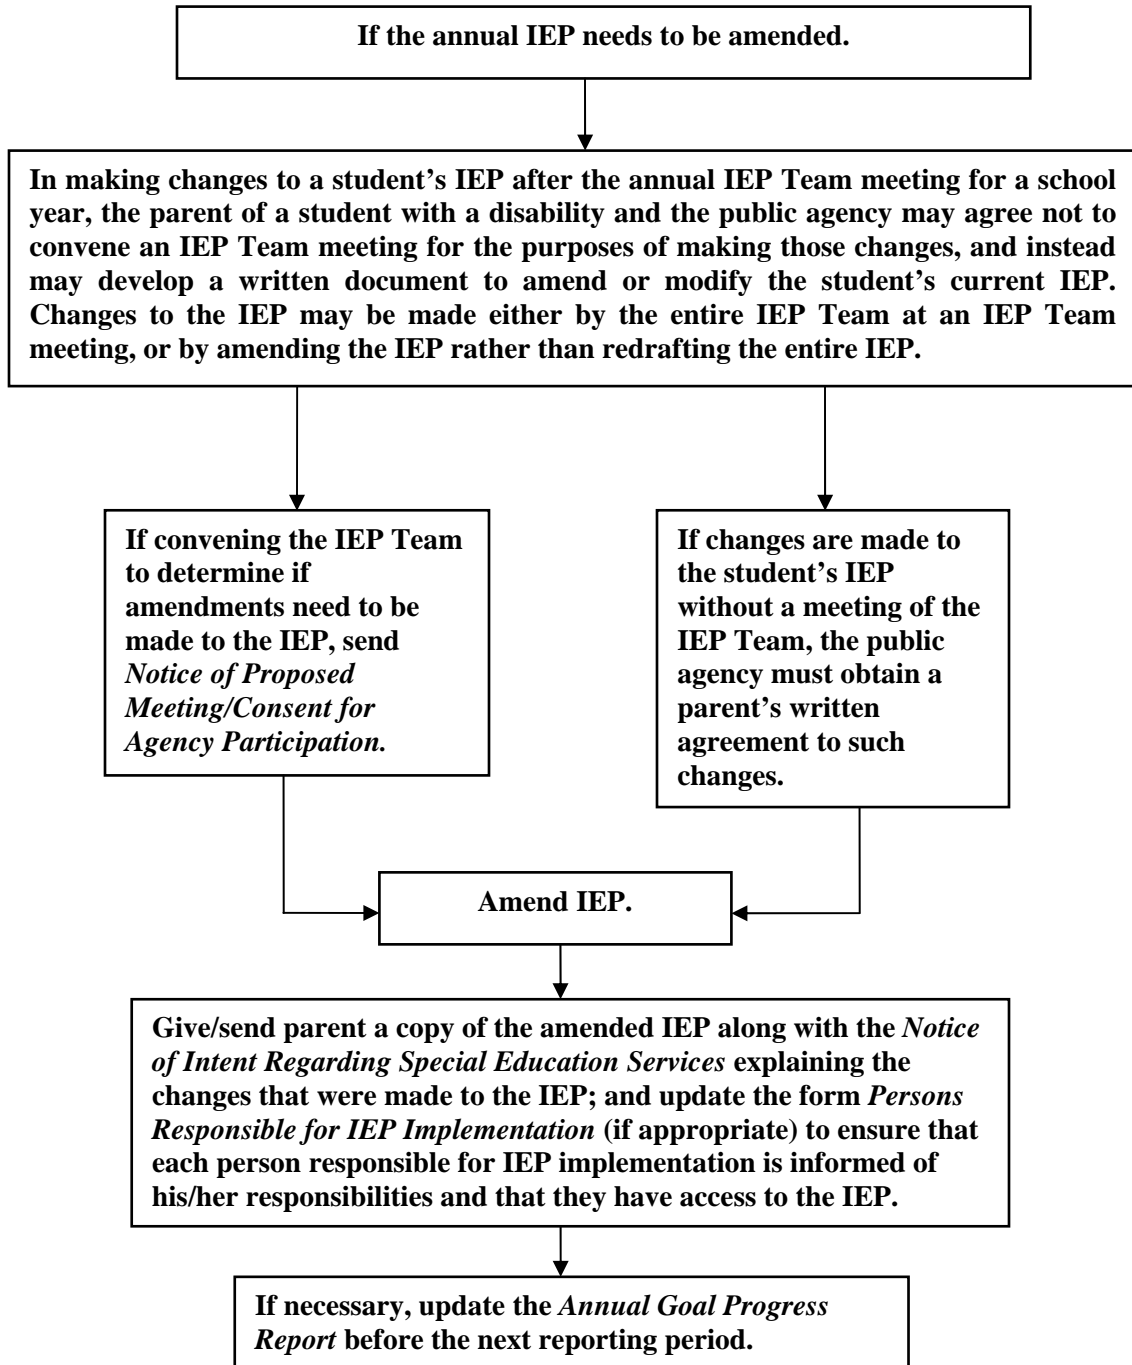 If the annual IEP needs to be amended.
In making changes to a student’s IEP after the annual IEP Team meeting for a school
year, the parent of a student with a disability and the public agency may agree not to
convene an IEP Team meeting for the purposes of making those changes, and instead
may develop a written document to amend or modify the student’s current IEP.
Changes to the IEP may be made either by the entire IEP Team at an IEP Team
meeting, or by amending the IEP rather than redrafting the entire IEP.
If convening the IEP Team
to determine if
amendments need to be
made to the IEP, send
Notice of Proposed
Meeting/Consent for
Agency Participation.
If changes are made to
the student’s IEP
without a meeting of the
IEP Team, the public
agency must obtain a
parent’s written
agreement to such
changes.
Amend IEP.
Give/send parent a copy of the amended IEP along with the Notice
of Intent Regarding Special Education Services explaining the
changes that were made to the IEP; and update the form Persons
Responsible for IEP Implementation (if appropriate) to ensure that
each person responsible for IEP implementation is informed of
his/her responsibilities and that they have access to the IEP.
If necessary, update the Annual Goal Progress
Report before the next reporting period.